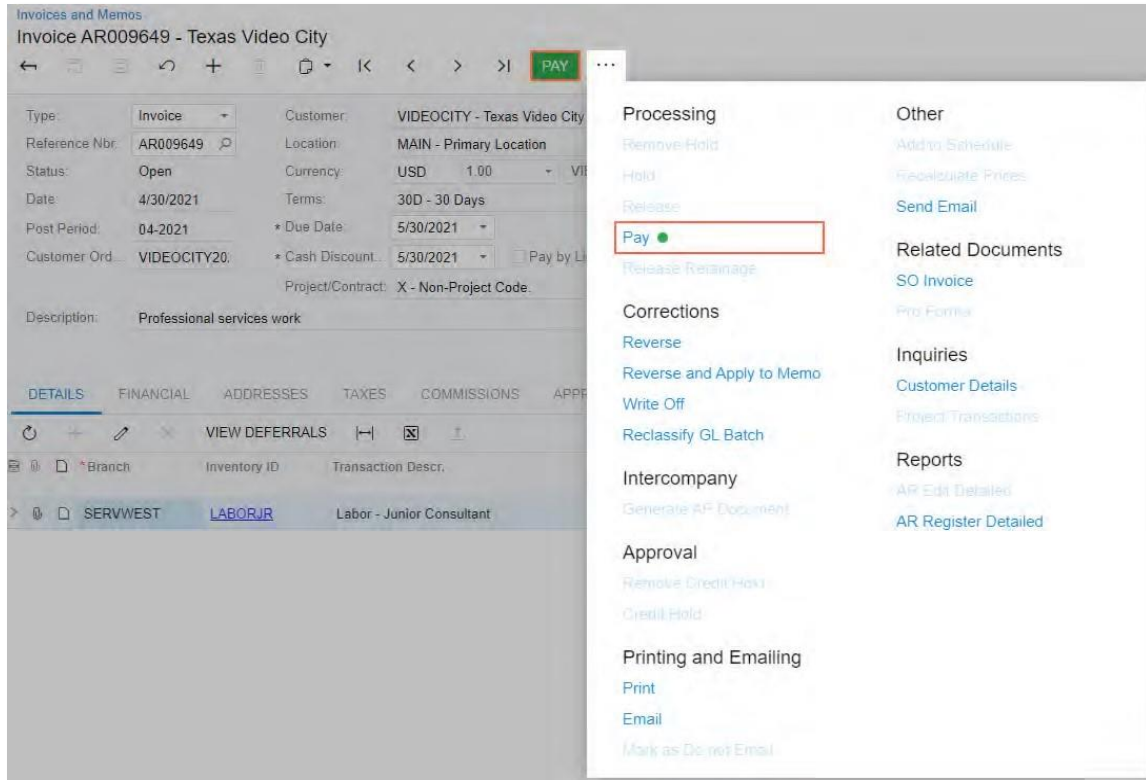 Invoices and Memos
Invoice AR009649 - Texas Video City
PAY ...
Type: Invoice Customer: VIDEOCITY - Texas Video City
Reference Nbr. AR009649 Location: MAIN - Primary Location
Status: Open Currency: USD 1.00 VI
Date: 4/30/2021 Terms: 30D - 30 Days
Post Period: 04-2021 * Due Date: 5/30/2021
Customer Ord... VIDEOCITY20. * Cash Discount... 5/30/2021 Pay by Li
Project/Contract: X - Non-Project Code.
Description: Professional services work
DETAILS FINANCIAL ADDRESSES TAXES COMMISSIONS APPR
VIEW DEFERRALS
*Branch Inventory ID Transaction Descr.
SERVWEST LABORJR Labor - Junior Consultant
Processing
Remove Hold
Hold
Release
Pay
Release Retainage
Corrections
Reverse
Reverse and Apply to Memo
Write Off
Reclassify GL Batch
Intercompany
Generate AP Document
Approval
Remove Credit Hold
Credit Hold
Printing and Emailing
Print
Email
Mark as Do not Email
Other
Add to Schedule
Recalculate Prices
Send Email
Related Documents
SO Invoice
Pro Forma
Inquiries
Customer Details
Project Transactions
Reports
AR Edit Detailed
AR Register Detailed